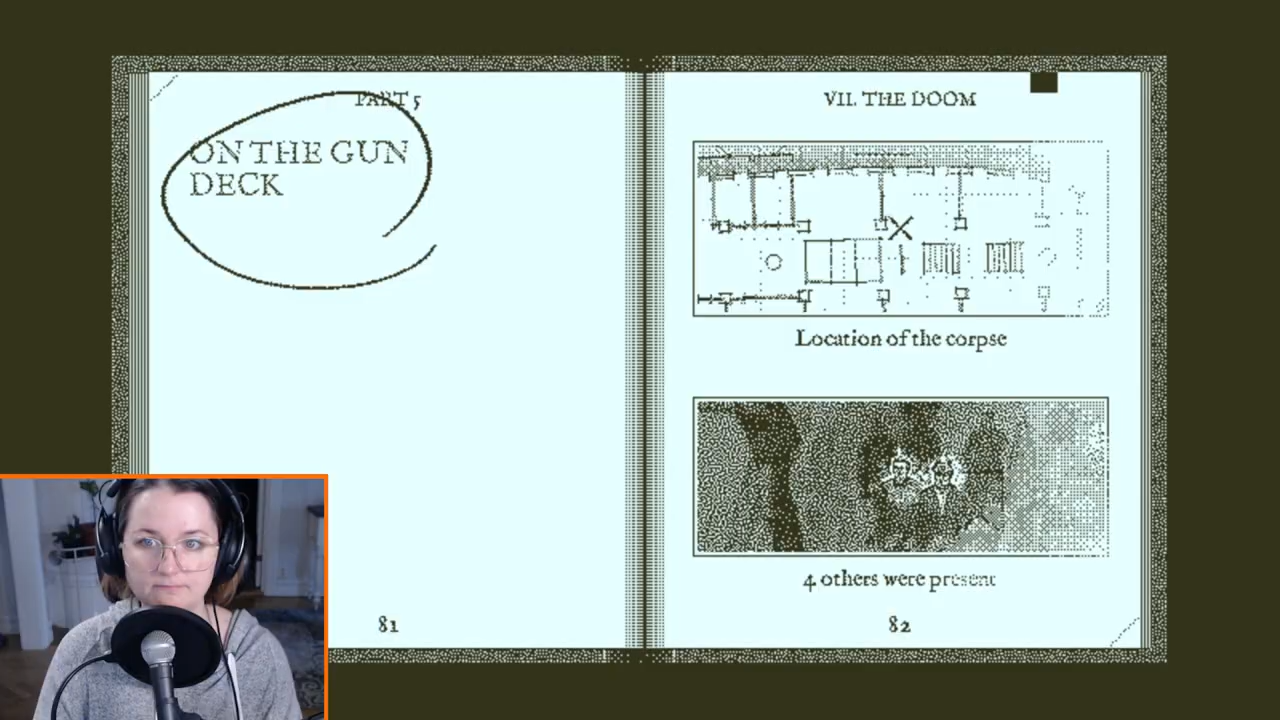 PART 5
ON THE GUN
DECK
81
VII. THE DOOM
Location of the corpse
4 others were present
82